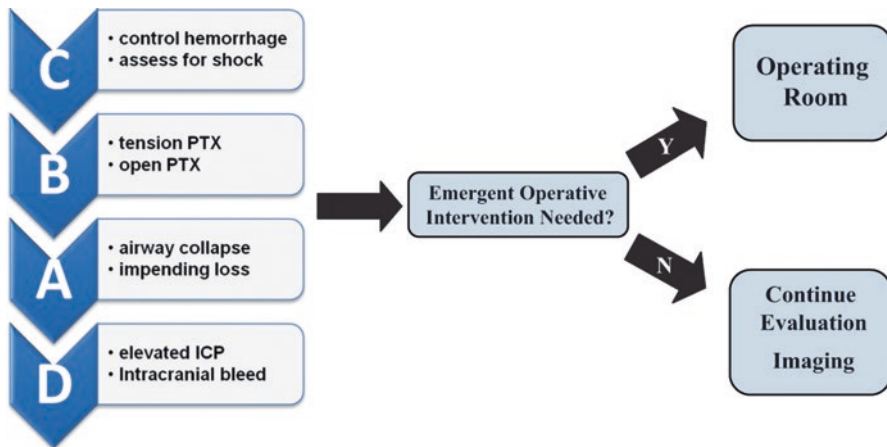 C
• control hemorrhage
• assess for shock
B
• tension PTX
• open PTX
A
• airway collapse
• impending loss
D
• elevated ICP
• Intracranial bleed
Emergent Operative
Intervention Needed?
Y
N
Operating
Room
Continue
Evaluation
Imaging